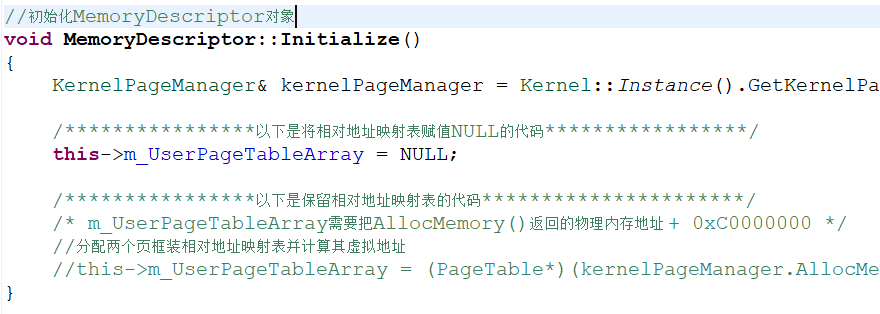 //初始化MemoryDescriptor对象
void MemoryDescriptor::Initialize()
{
KernelPageManager& kernelPageManager = Kernel::Instance().GetKernelPa
/****************以下是将相对地址映射表赋值NULL的代码*****************/
this->m_UserPageTableArray = NULL;
/****************以下是保留相对地址映射表的代码**********************/
/* m_UserPageTableArray需要把AllocMemory()返回的物理内存地址 + 0xC0000000 */
//分配两个页框装相对地址映射表并计算其虚拟地址
//this->m_UserPageTableArray = (PageTable*)(kernelPageManager.AllocMe
}